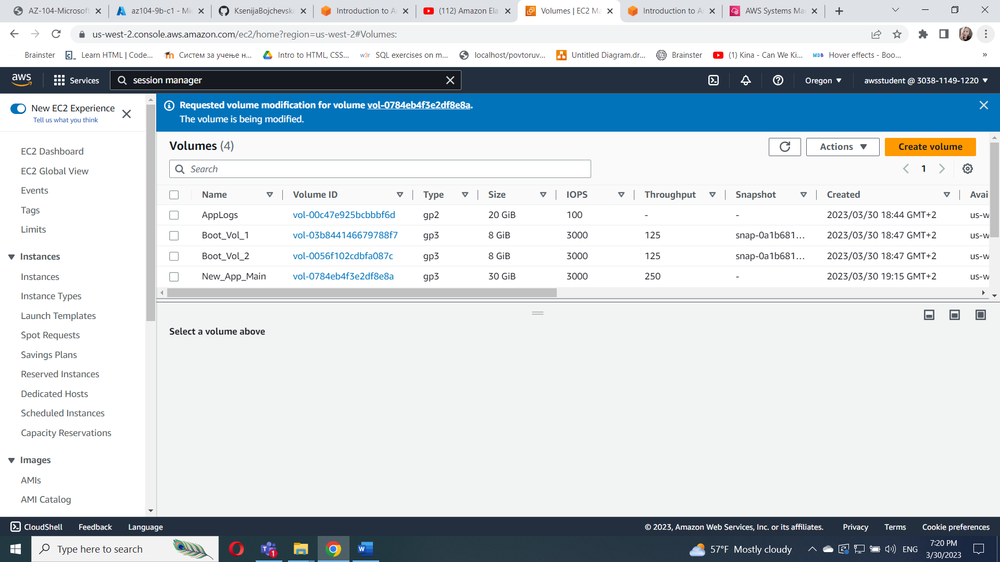 AZ-104-Microsoft
az104-9b-c1 - Mic
KsenijaBojchevska
Introduction to A
(112) Amazon Ela
Volumes | EC2 Ma
Introduction to A
AWS Systems Man
us-west-2.console.aws.amazon.com/ec2/home?region=us-west-2#Volumes:
Brainster
Learn HTML | Code...
Систем за учење н...
Intro to HTML, CSS...
w3r SQL exercises on m...
localhost/povtoruv...
Untitled Diagram.dr...
Brainster
(1) Kina - Can We Ki...
MDB Hover effects - Boo...
»
aws
Services
session manager
Oregon ▼
awsstudent @ 3038-1149-1220 ▼
New EC2 Experience
Tell us what you think
EC2 Dashboard
EC2 Global View
Events
Tags
Limits
Instances
Instances
Instance Types
Launch Templates
Spot Requests
Savings Plans
Reserved Instances
Dedicated Hosts
Scheduled Instances
Capacity Reservations
Images
AMIs
AMI Catalog
Requested volume modification for volume vol-0784eb4f3e2df8e8a.
The volume is being modified.
Volumes (4)
Actions ▼
Create volume
Search
1
Name Volume ID Type Size IOPS Throughput Snapshot Created Avai
AppLogs vol-00c47e925bcbbbf6d gp2 20 GiB 100 - - 2023/03/30 18:44 GMT+2 us-w
Boot_Vol_1 vol-03b844146679788f7 gp3 8 GiB 3000 125 snap-0a1b681... 2023/03/30 18:47 GMT+2 us-w
Boot_Vol_2 vol-0056f102cdbfa087c gp3 8 GiB 3000 125 snap-0a1b681... 2023/03/30 18:47 GMT+2 us-w
New_App_Main vol-0784eb4f3e2df8e8a gp3 30 GiB 3000 250 - 2023/03/30 19:15 GMT+2 us-w
Select a volume above
CloudShell
Feedback
Language
© 2023, Amazon Web Services, Inc. or its affiliates.
Privacy
Terms
Cookie preferences
Type here to search
1
57°F Mostly cloudy
ENG
7:20 PM
3/30/2023